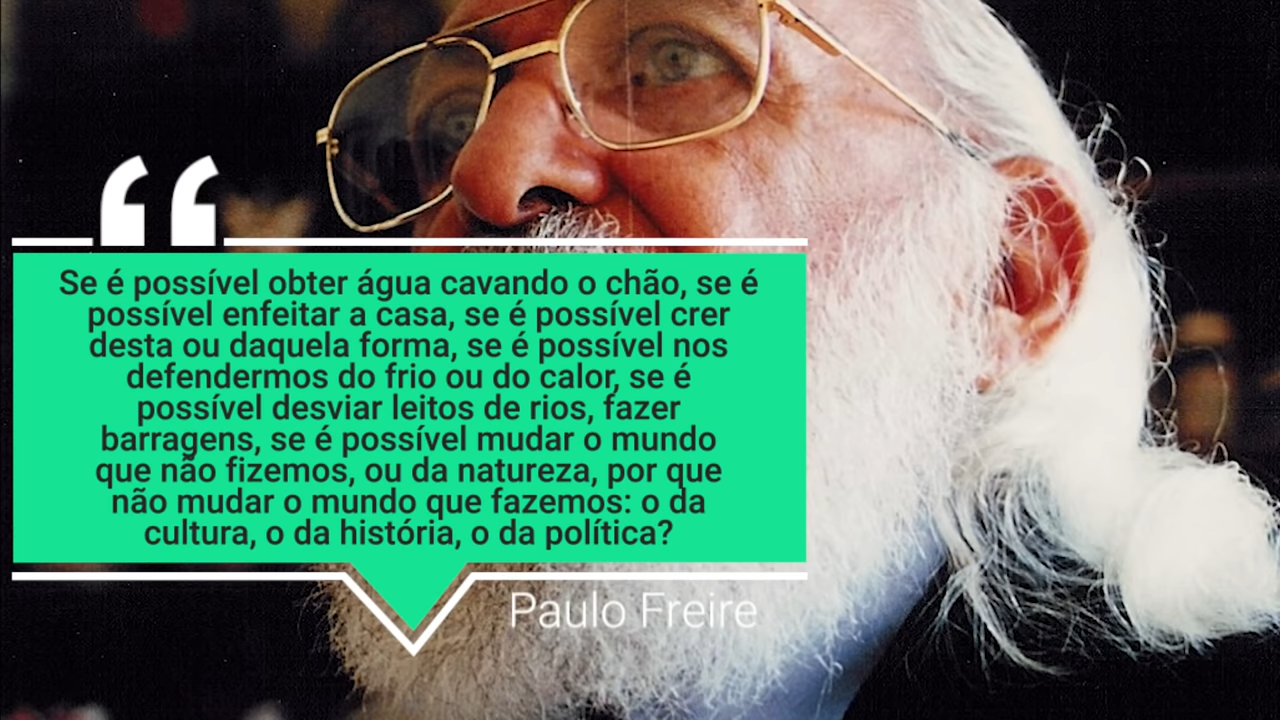 Se é possível obter água cavando o chão, se é
possível enfeitar a casa, se é possível crer
desta ou daquela forma, se é possível nos
defendermos do frio ou do calor, se é
possível desviar leitos de rios, fazer
barragens, se é possível mudar o mundo
que não fizemos, ou da natureza, por que
não mudar o mundo que fazemos: o da
cultura, o da história, o da política?
Paulo Freire